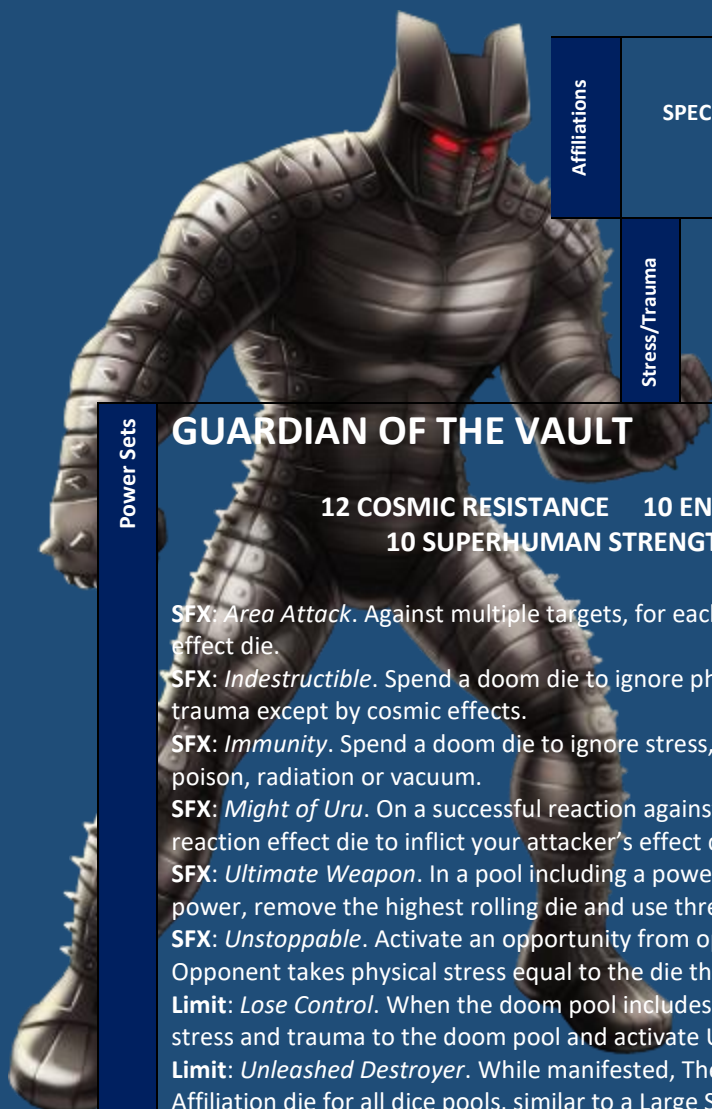 Affiliations
SPEC
Stress/Trauma
Power Sets
GUARDIAN OF THE VAULT
12 COSMIC RESISTANCE 10 EN
10 SUPERHUMAN STRENGT
SFX: Area Attack. Against multiple targets, for each
effect die.
SFX: Indestructible. Spend a doom die to ignore ph
trauma except by cosmic effects.
SFX: Immunity. Spend a doom die to ignore stress,
poison, radiation or vacuum.
SFX: Might of Uru. On a successful reaction agains
reaction effect die to inflict your attacker’s effect d
SFX: Ultimate Weapon. In a pool including a powe
power, remove the highest rolling die and use thre
SFX: Unstoppable. Activate an opportunity from o
Opponent takes physical stress equal to the die th
Limit: Lose Control. When the doom pool includes
stress and trauma to the doom pool and activate U
Limit: Unleashed Destroyer. While manifested, The
Affiliation die for all dice pools, similar to a Large S